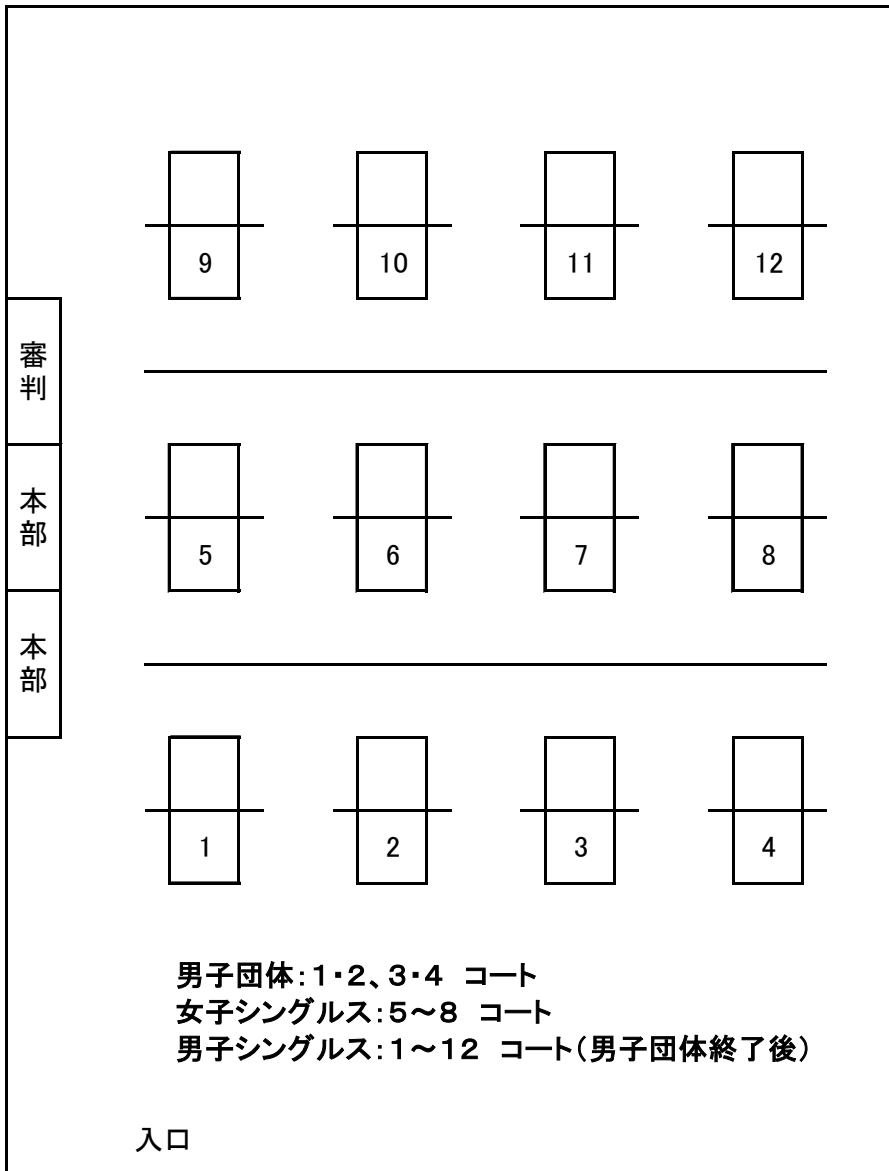 9 10 11 12
審判
本部
5 6 7 8
本部
1 2 3 4
男子団体：１・２、３・４ コート
女子シングルス：５～８ コート
男子シングルス：１～１２ コート（男子団体終了後）
入口